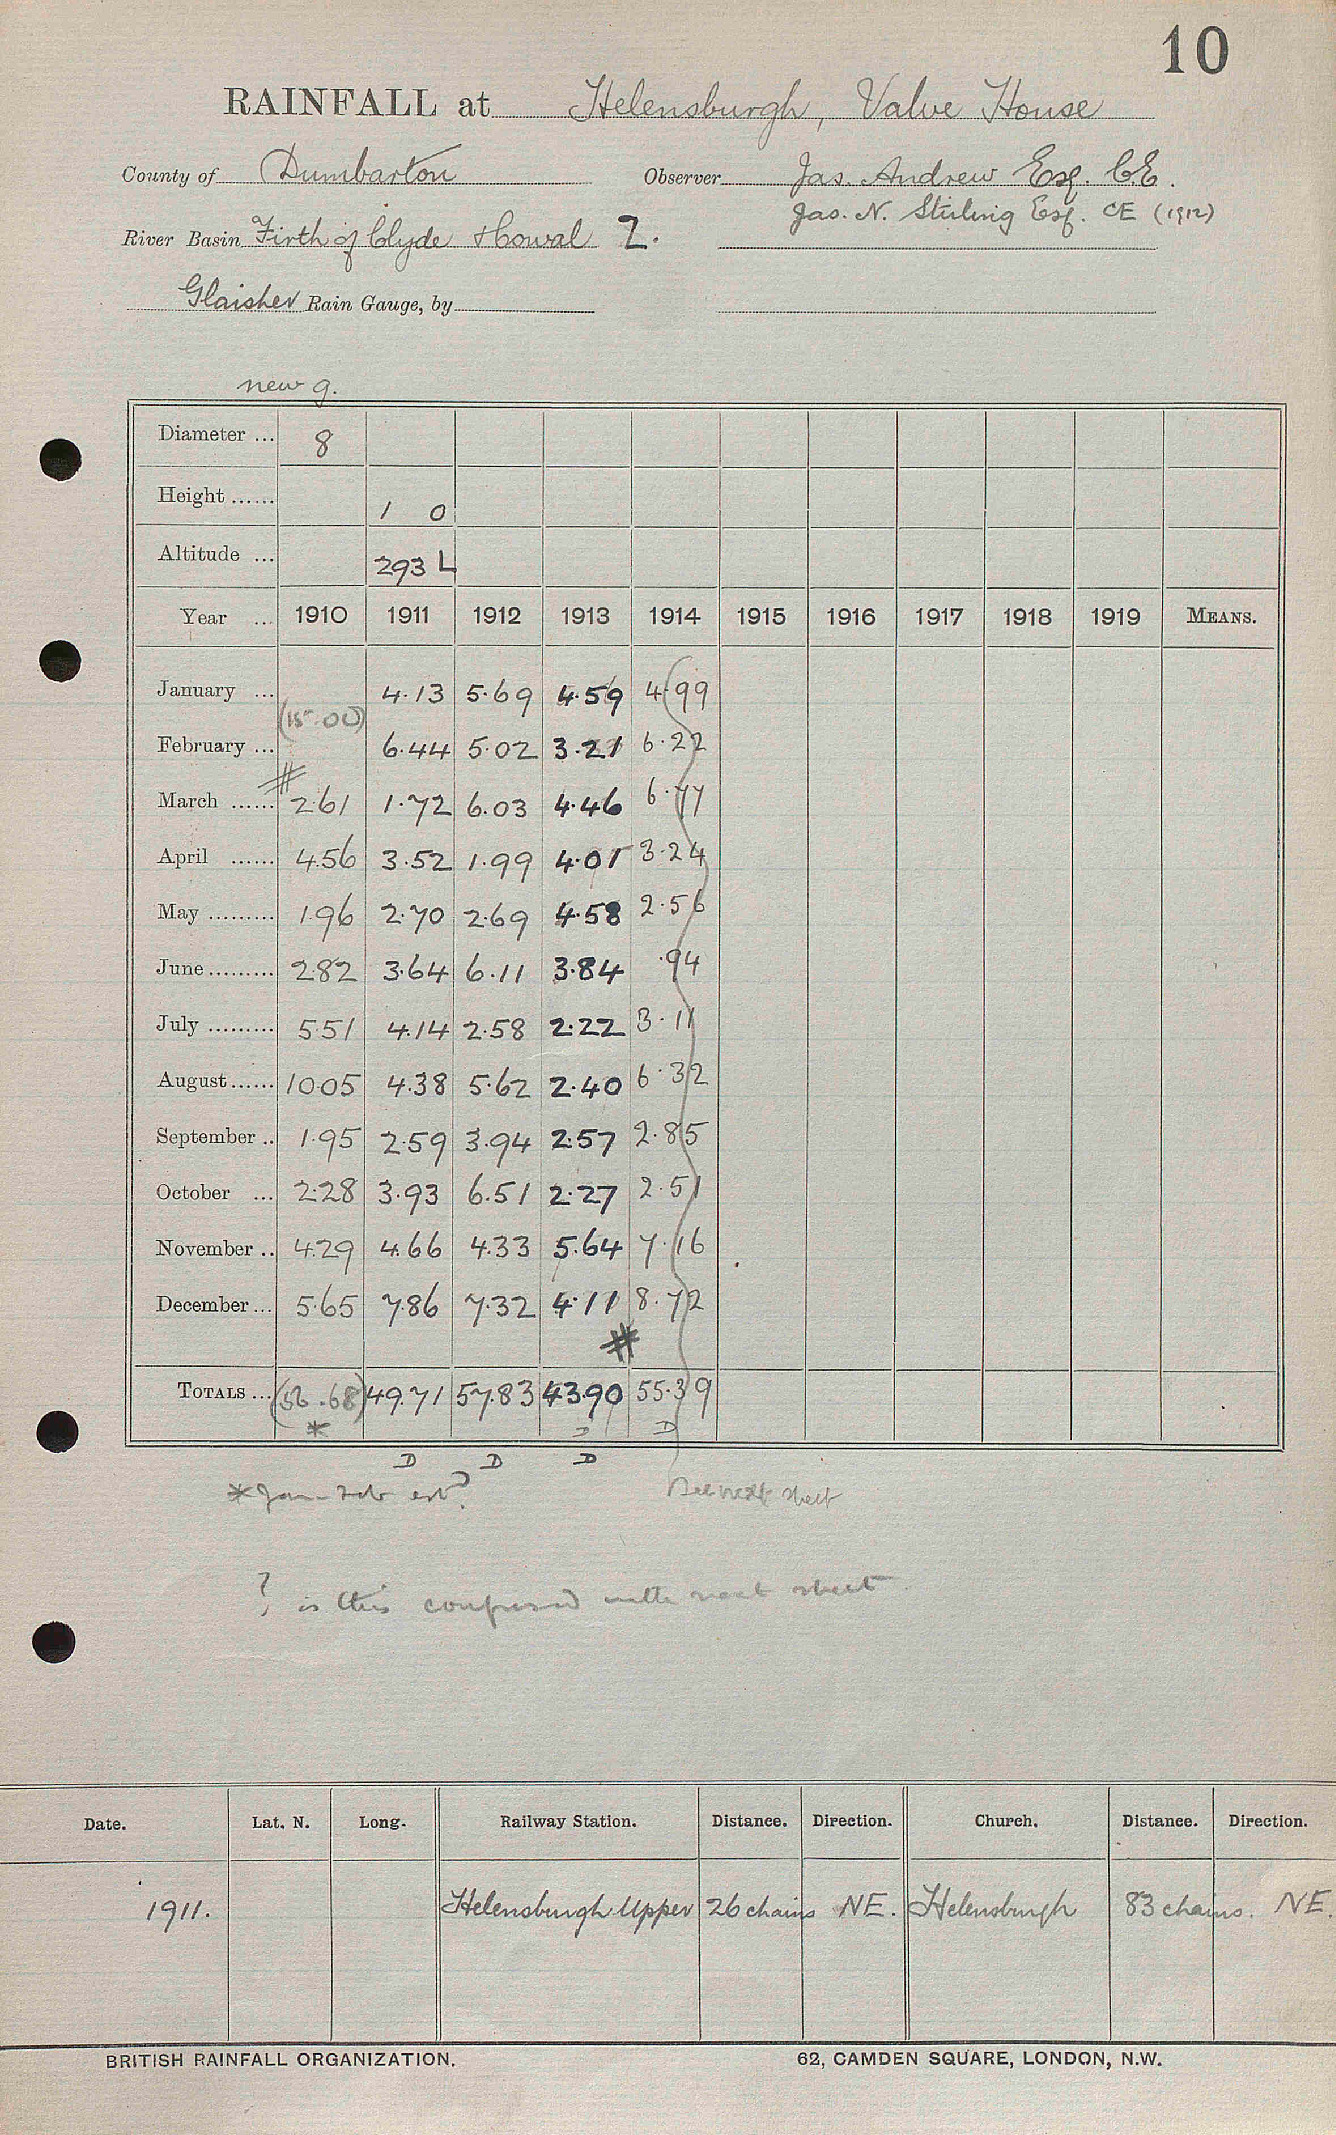 10
RAINFALL at Helensburgh, Valve House
County of Dumbarton Observer Jas. Andrew Esq. C.E.
Jas. N. Stirling Esq. CE (1912)
River Basin Firth of Clyde & Cowal 2.
Glaisher Rain Gauge, by
new g.
Diameter ... 8
Height ...... 1 0
Altitude ... 293 L
Year ... 1910 1911 1912 1913 1914 1915 1916 1917 1918 1919 MEANS.
January ... 4.13 5.69 4.59 4.99
(15.00)
February ... 6.44 5.02 3.21 6.22
March ...... 2.61 1.72 6.03 4.46 6.77
April ...... 4.56 3.52 1.99 4.01 3.24
May ......... 1.96 2.70 2.69 4.58 2.56
June ......... 2.82 3.64 6.11 3.84 .94
July ......... 5.51 4.14 2.58 2.22 3.11
August ...... 10.05 4.38 5.62 2.40 6.32
September .. 1.95 2.59 3.94 2.57 2.85
October ... 2.28 3.93 6.51 2.27 2.51
November .. 4.29 4.66 4.33 5.64 7.16
December ... 5.65 7.86 7.32 4.11 8.72
#
TOTALS ... (56.68) 49.71 57.83 43.90 55.39
* D D
D D D
* Jan - Feb est?
See next sheet
? is this confused with next sheet
Date. Lat. N. Long. Railway Station. Distance. Direction. Church. Distance. Direction.
1911. Helensburgh Upper 26 chains NE. Helensburgh 83 chains. NE.
BRITISH RAINFALL ORGANIZATION. 62, CAMDEN SQUARE, LONDON, N.W.